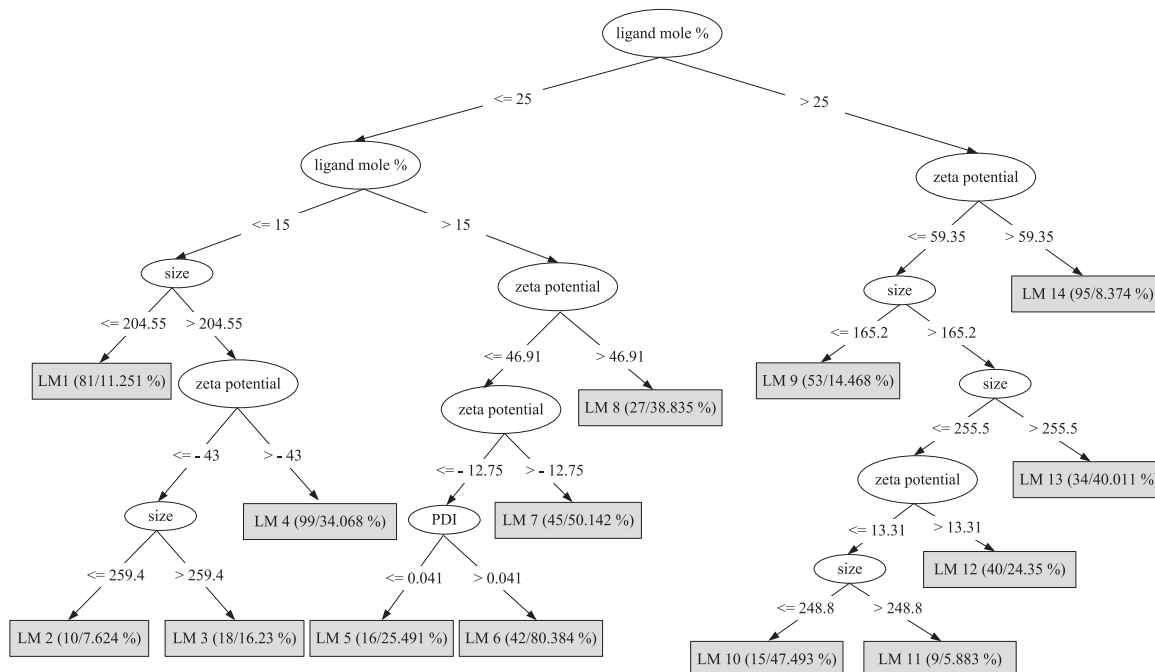 ligand mole %
<= 25
> 25
ligand mole %
zeta potential
<= 15
> 15
<= 59.35
> 59.35
size
zeta potential
size
LM 14 (95/8.374 %)
<= 204.55
> 204.55
<= 46.91
> 46.91
<= 165.2
> 165.2
LM1 (81/11.251 %)
zeta potential
zeta potential
LM 8 (27/38.835 %)
LM 9 (53/14.468 %)
size
<= - 43
> - 43
<= - 12.75
> - 12.75
<= 255.5
> 255.5
size
LM 4 (99/34.068 %)
PDI
LM 7 (45/50.142 %)
zeta potential
LM 13 (34/40.011 %)
<= 259.4
> 259.4
<= 0.041
> 0.041
<= 13.31
> 13.31
size
LM 12 (40/24.35 %)
<= 248.8
> 248.8
LM 2 (10/7.624 %)
LM 3 (18/16.23 %)
LM 5 (16/25.491 %)
LM 6 (42/80.384 %)
LM 10 (15/47.493 %)
LM 11 (9/5.883 %)